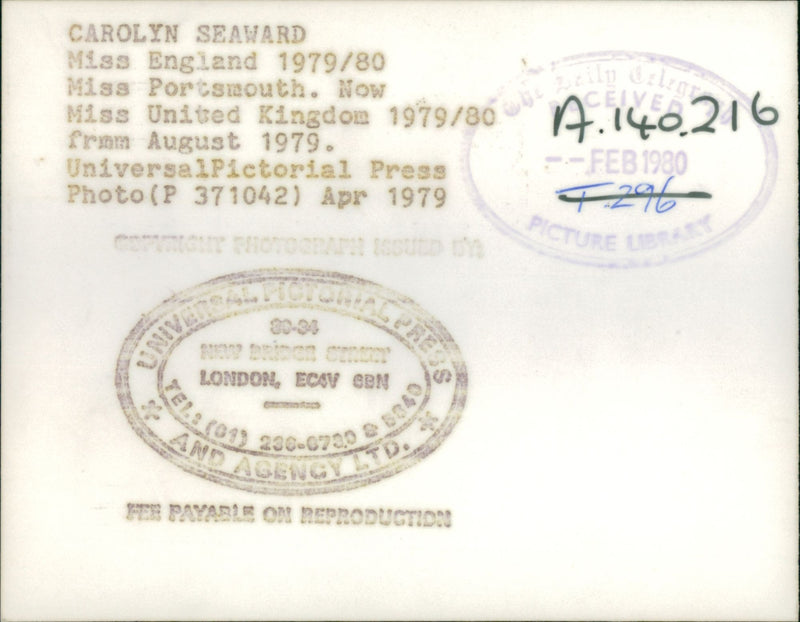 CAROLYN SEAWARD
Miss England 1979/80
Miss Portsmouth. Now
Miss United Kingdom 1979/80
frmm August 1979.
UniversalPictorial Press
Photo(P 371042) Apr 1979
The Daily Telegraph
RECEIVED
A.140.216
-- FEB 1980
T.296
PICTURE LIBRARY
COPYRIGHT PHOTOGRAPH ISSUED BY:
UNIVERSAL PICTORIAL PRESS
30-34
NEW BRIDGE STREET
LONDON, EC4V 6BN
TEL: (01) 236-6730 & 5840
* AND AGENCY LTD. *
FEE PAYABLE ON REPRODUCTION